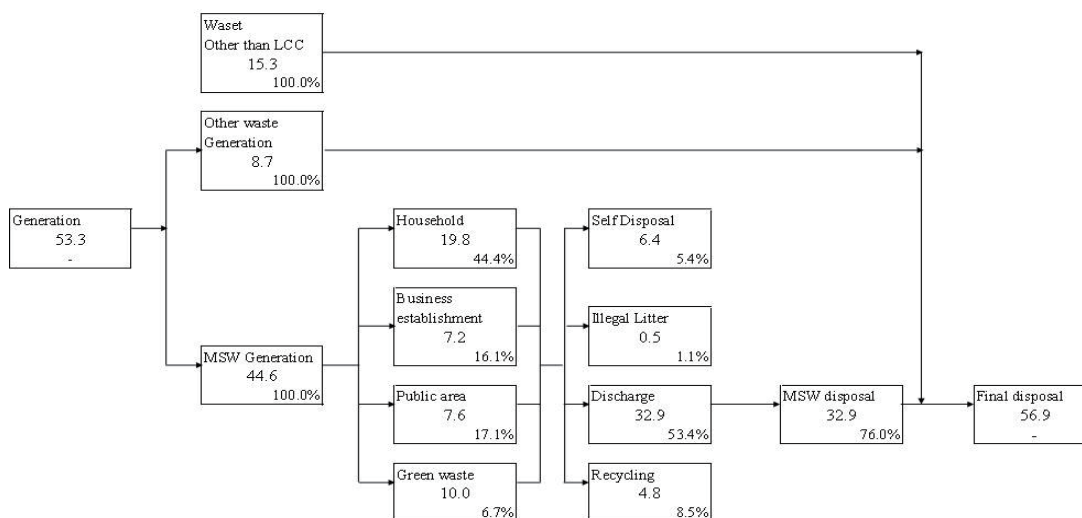 Waset
Other than LCC
15.3
100.0%
Other waste
Generation
8.7
100.0%
Generation
53.3
-
MSW Generation
44.6
100.0%
Household
19.8
44.4%
Business
establishment
7.2
16.1%
Public area
7.6
17.1%
Green waste
10.0
6.7%
Self Disposal
6.4
5.4%
Illegal Litter
0.5
1.1%
Discharge
32.9
53.4%
Recycling
4.8
8.5%
MSW disposal
32.9
76.0%
Final disposal
56.9
-